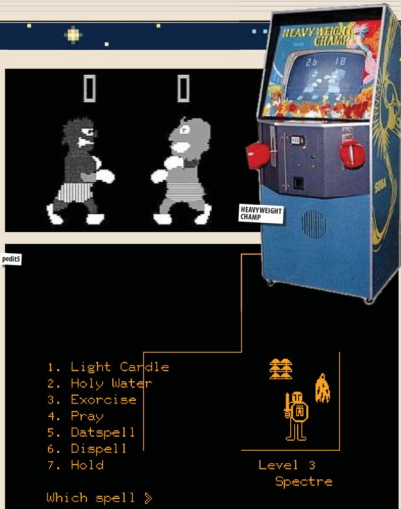 HEAVYWEIGHT
CHAMP
26 18
0 0
SEGA
HEAVYWEIGHT
CHAMP
pedit5
1. Light Candle
2. Holy Water
3. Exorcise
4. Pray
5. Datspell
6. Dispell
7. Hold
Level 3
Spectre
Which spell ⟫